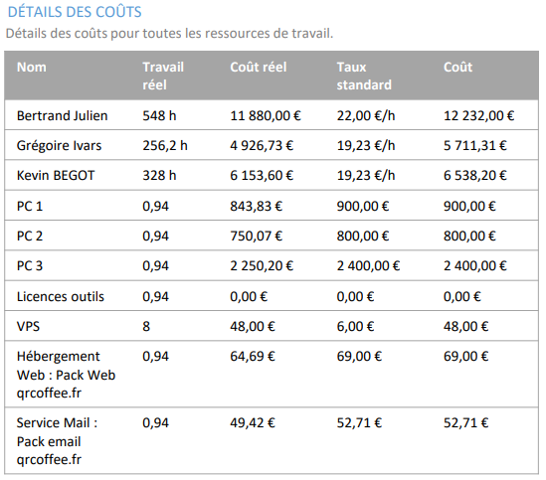 DÉTAILS DES COÛTS
Détails des coûts pour toutes les ressources de travail.
Nom Travail réel Coût réel Taux standard Coût
Bertrand Julien 548 h 11 880,00 € 22,00 €/h 12 232,00 €
Grégoire Ivars 256,2 h 4 926,73 € 19,23 €/h 5 711,31 €
Kevin BEGOT 328 h 6 153,60 € 19,23 €/h 6 538,20 €
PC 1 0,94 843,83 € 900,00 € 900,00 €
PC 2 0,94 750,07 € 800,00 € 800,00 €
PC 3 0,94 2 250,20 € 2 400,00 € 2 400,00 €
Licences outils 0,94 0,00 € 0,00 € 0,00 €
VPS 8 48,00 € 6,00 € 48,00 €
Hébergement 0,94 64,69 € 69,00 € 69,00 €
Web : Pack Web
qrcoffee.fr
Service Mail : 0,94 49,42 € 52,71 € 52,71 €
Pack email
qrcoffee.fr